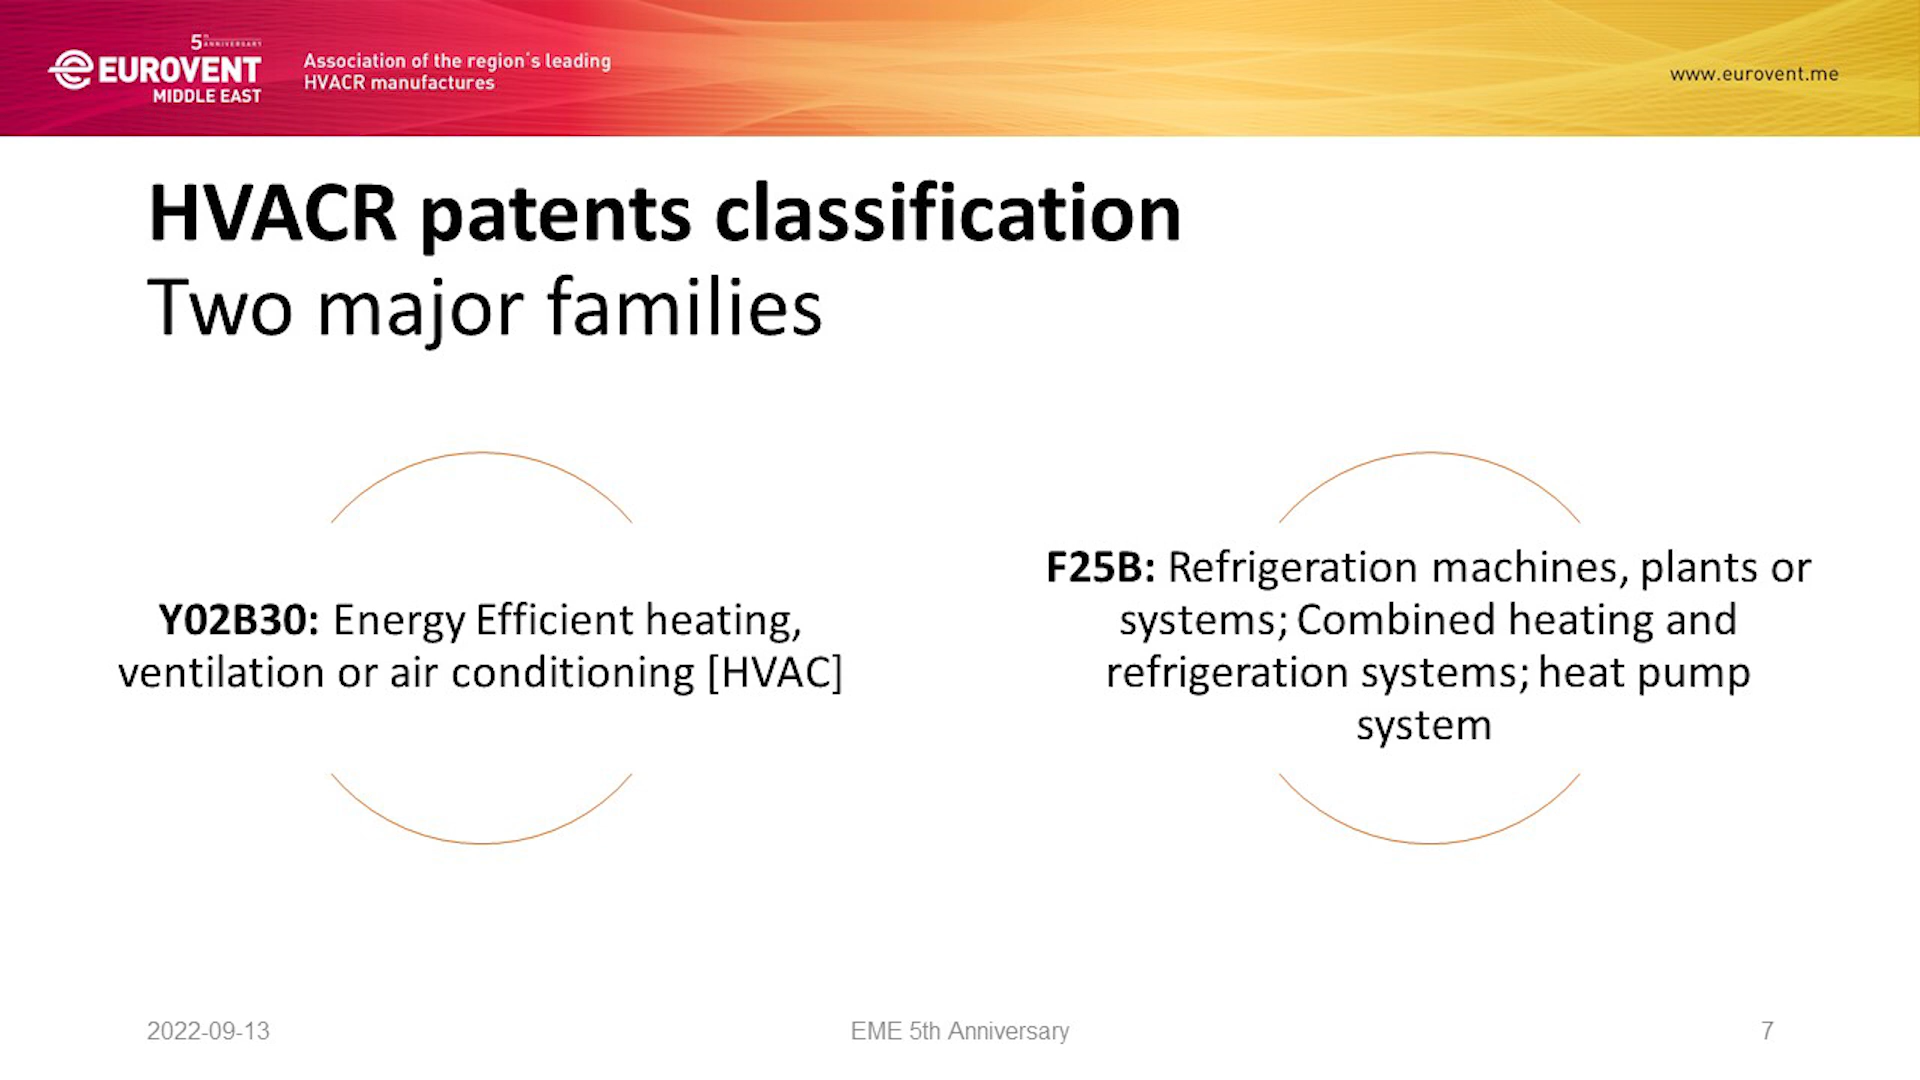 5th ANNIVERSARY
EUROVENT
MIDDLE EAST
Association of the region's leading
HVACR manufactures
www.eurovent.me
HVACR patents classification
Two major families
Y02B30: Energy Efficient heating,
ventilation or air conditioning [HVAC]
F25B: Refrigeration machines, plants or
systems; Combined heating and
refrigeration systems; heat pump
system
2022-09-13
EME 5th Anniversary
7